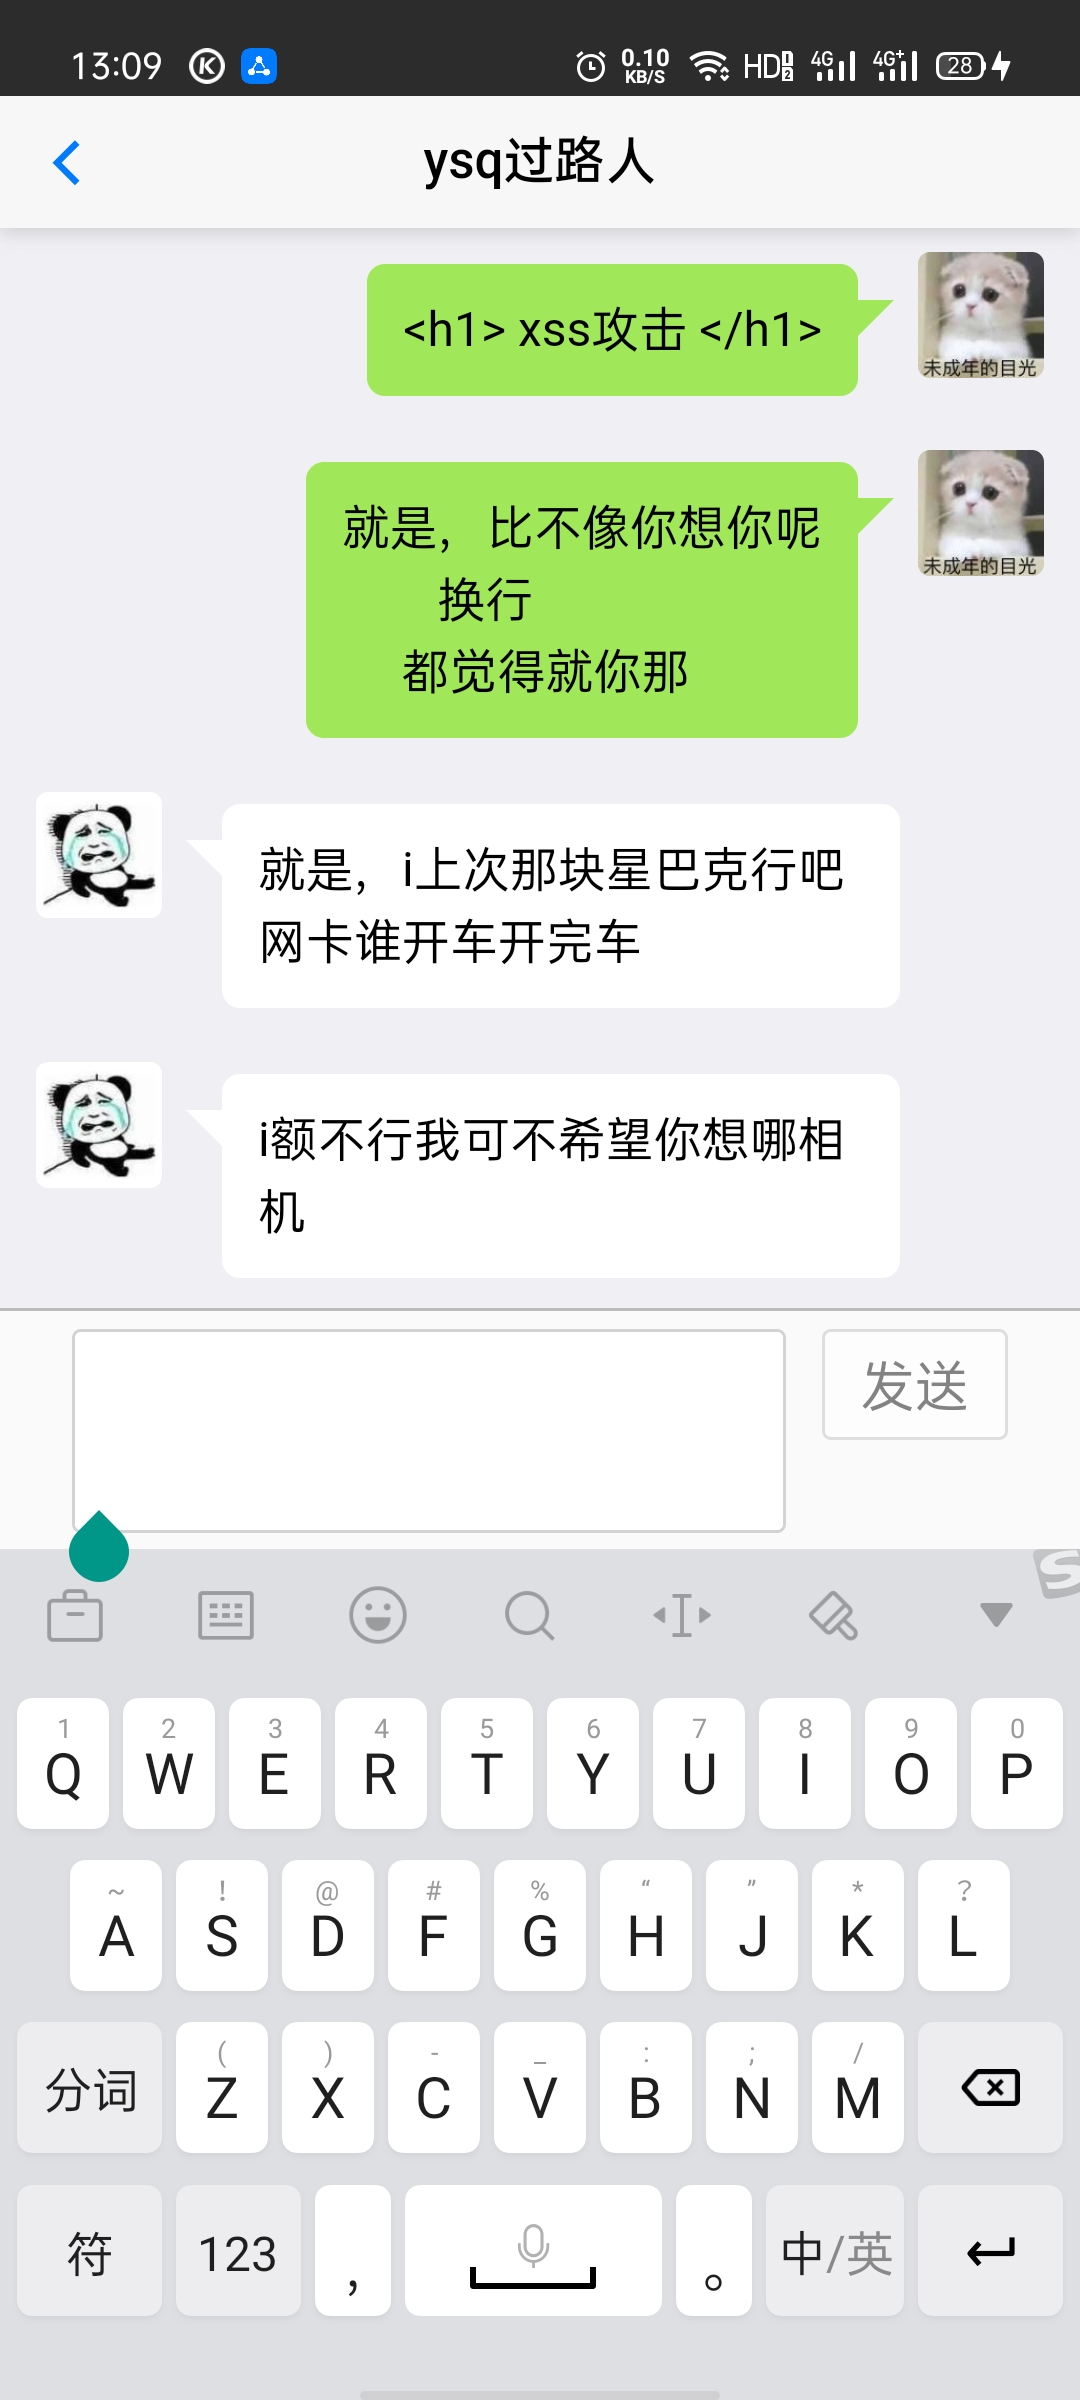 13:09
0.10
KB/S
HD 1 2
4G
4G+
28
ysq过路人
<h1> xss攻击 </h1>
未成年的目光
就是，比不像你想你呢
换行
都觉得就你那
未成年的目光
就是，i上次那块星巴克行吧
网卡谁开车开完车
i额不行我可不希望你想哪相
机
发送
S
1 2 3 4 5 6 7 8 9 0
Q W E R T Y U I O P
~ ! @ # % “ ” * ?
A S D F G H J K L
( ) - _ : ; /
分词 Z X C V B N M
符 123 ， 。 中/英